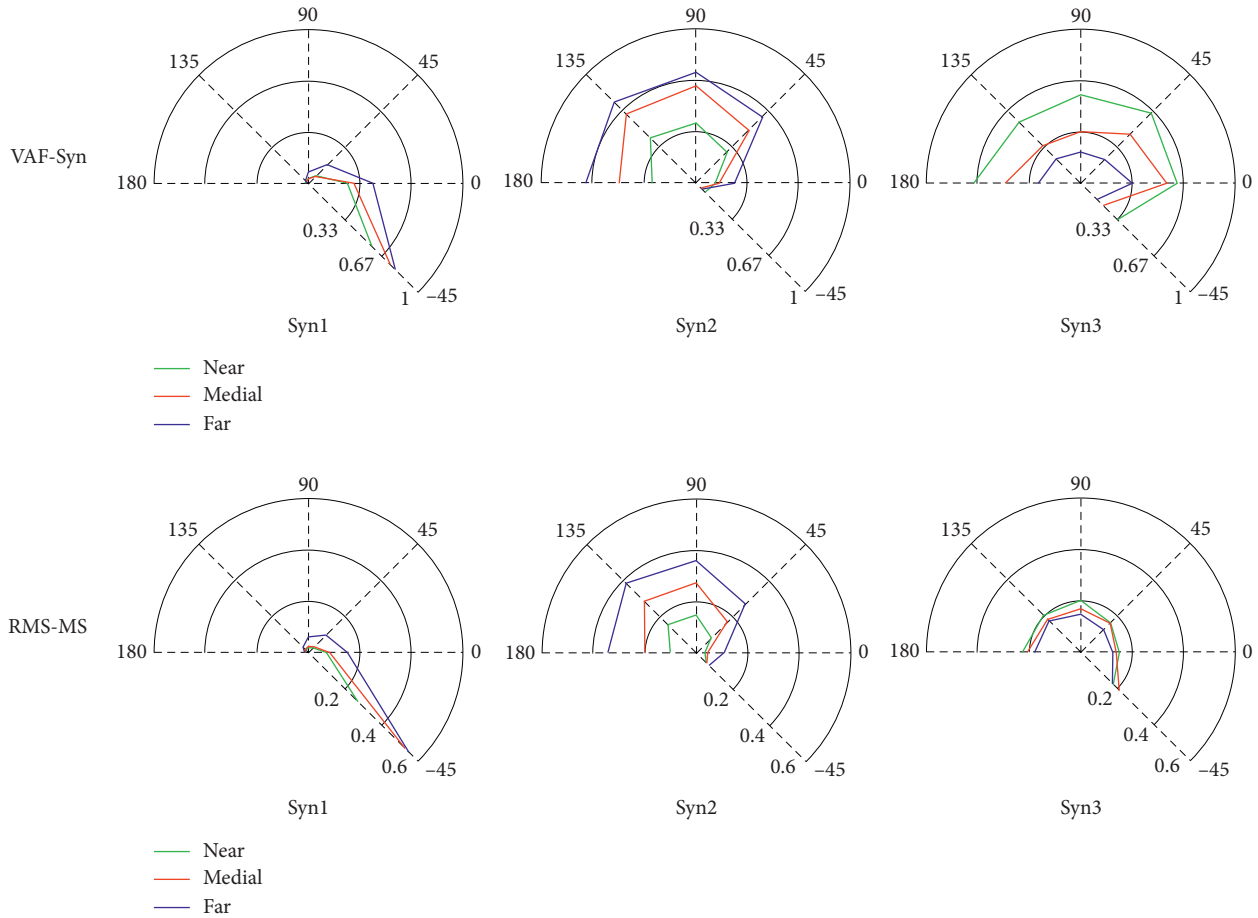 90 90 90
135 45 135 45 135 45
VAF-Syn
180 0 180 0 180 0
0.33 0.33 0.33
0.67 0.67 0.67
1 −45 1 −45 1 −45
Syn1 Syn2 Syn3
Near
Medial
Far
90 90 90
135 45 135 45 135 45
RMS-MS
180 0 180 0 180 0
0.2 0.2 0.2
0.4 0.4 0.4
0.6 −45 0.6 −45 0.6 −45
Syn1 Syn2 Syn3
Near
Medial
Far